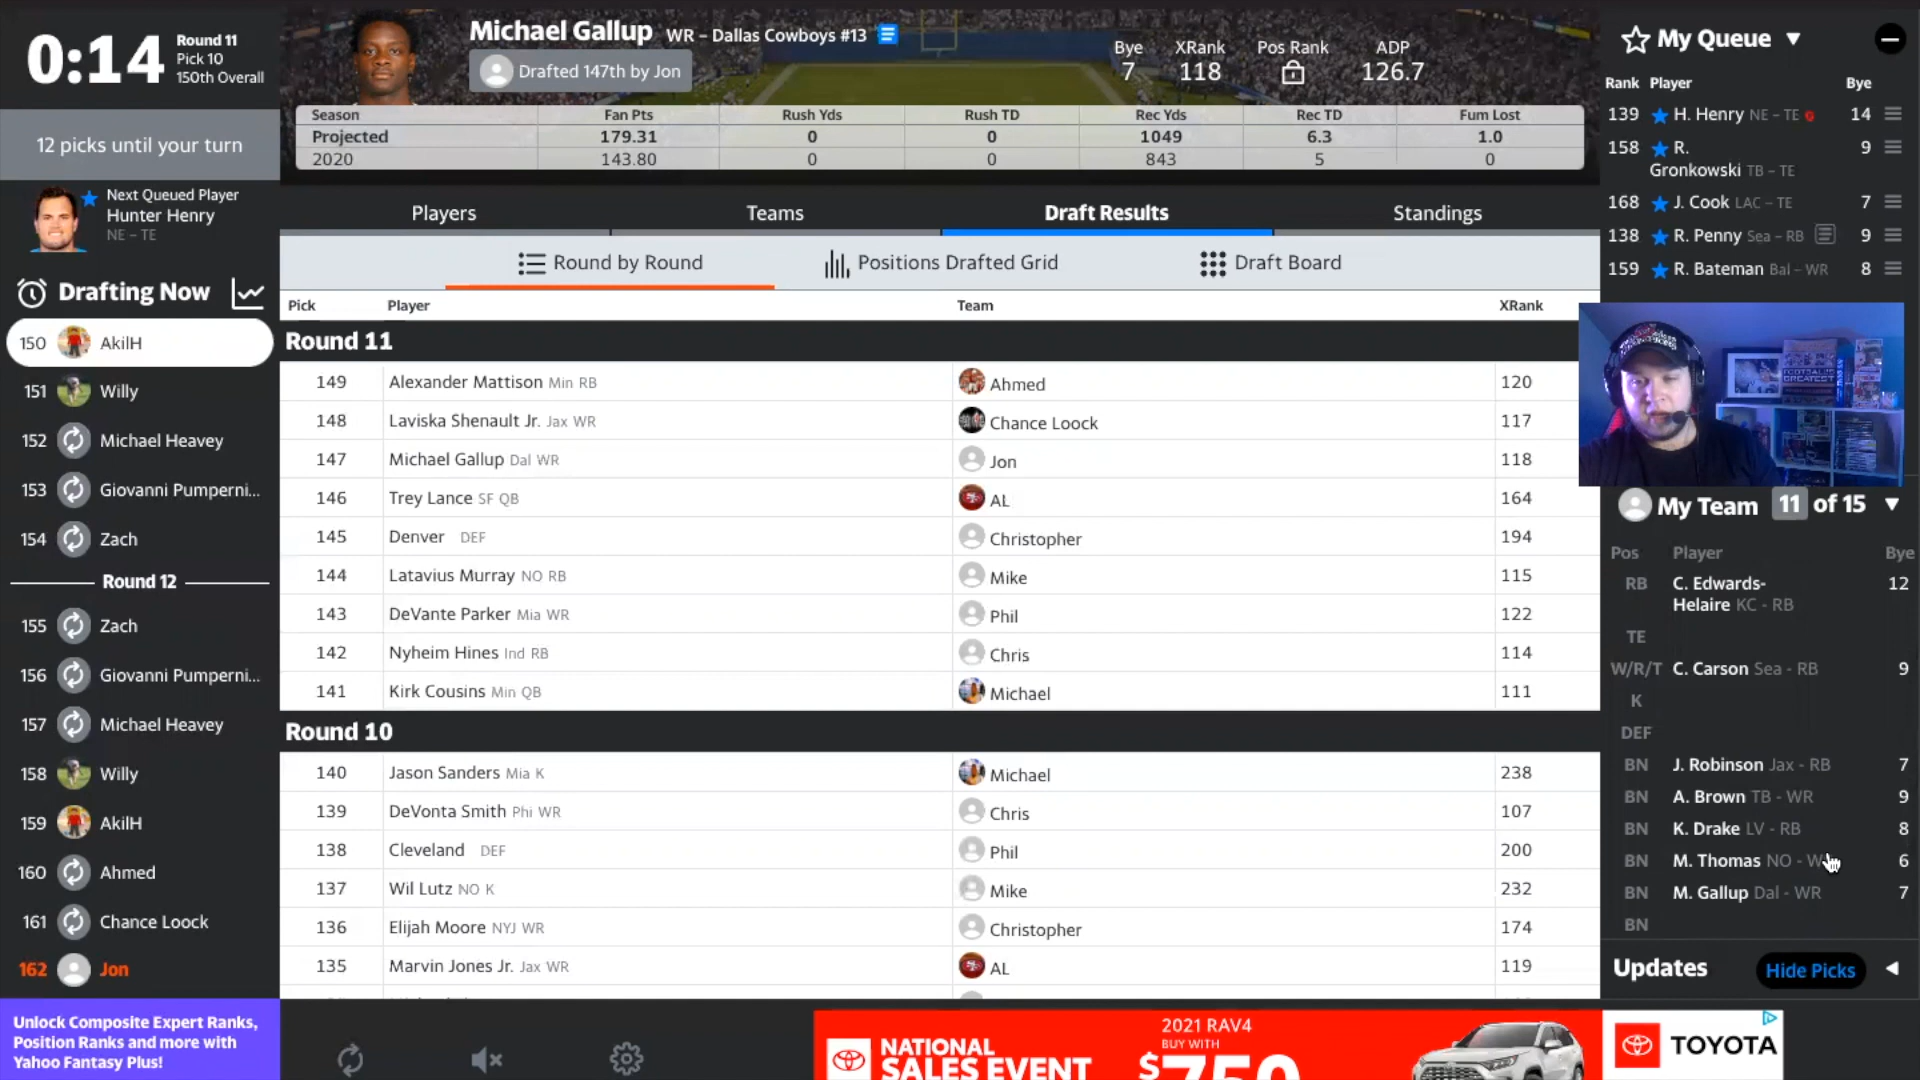 0:14
Round 11
Pick 10
150th Overall
12 picks until your turn
Next Queued Player
Hunter Henry
NE – TE
Drafting Now
150 AkilH
151 Willy
152 Michael Heavey
153 Giovanni Pumperni...
154 Zach
Round 12
155 Zach
156 Giovanni Pumperni...
157 Michael Heavey
158 Willy
159 AkilH
160 Ahmed
161 Chance Loock
162 Jon
Unlock Composite Expert Ranks,
Position Ranks and more with
Yahoo Fantasy Plus!
Michael Gallup WR – Dallas Cowboys #13
Drafted 147th by Jon
Bye XRank Pos Rank ADP
7 118 126.7
Season Fan Pts Rush Yds Rush TD Rec Yds Rec TD Fum Lost
Projected 179.31 0 0 1049 6.3 1.0
2020 143.80 0 0 843 5 0
Players Teams Draft Results Standings
Round by Round Positions Drafted Grid Draft Board
Pick Player Team XRank
Round 11
149 Alexander Mattison Min RB Ahmed 120
148 Laviska Shenault Jr. Jax WR Chance Loock 117
147 Michael Gallup Dal WR Jon 118
146 Trey Lance SF QB AL 164
145 Denver DEF Christopher 194
144 Latavius Murray NO RB Mike 115
143 DeVante Parker Mia WR Phil 122
142 Nyheim Hines Ind RB Chris 114
141 Kirk Cousins Min QB Michael 111
Round 10
140 Jason Sanders Mia K Michael 238
139 DeVonta Smith Phi WR Chris 107
138 Cleveland DEF Phil 200
137 Wil Lutz NO K Mike 232
136 Elijah Moore NYJ WR Christopher 174
135 Marvin Jones Jr. Jax WR AL 119
My Queue
Rank Player Bye
139 H. Henry NE – TE 14
158 R. 9
Gronkowski TB – TE
168 J. Cook LAC – TE 7
138 R. Penny Sea – RB 9
159 R. Bateman Bal – WR 8
FOOTBALL'S
GREATEST
My Team 11 of 15
Pos Player Bye
RB C. Edwards- 12
Helaire KC - RB
TE
W/R/T C. Carson Sea - RB 9
K
DEF
BN J. Robinson Jax - RB 7
BN A. Brown TB - WR 9
BN K. Drake LV - RB 8
BN M. Thomas NO - W 6
BN M. Gallup Dal - WR 7
BN
Updates Hide Picks
NATIONAL
SALES EVENT
2021 RAV4
BUY WITH
$750
TOYOTA